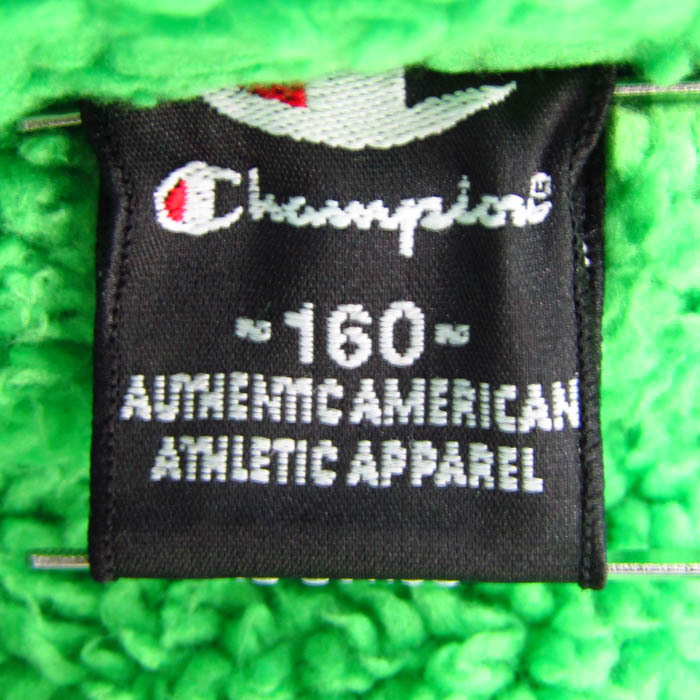 Champion
~160~
AUTHENTIC AMERICAN
ATHLETIC APPAREL